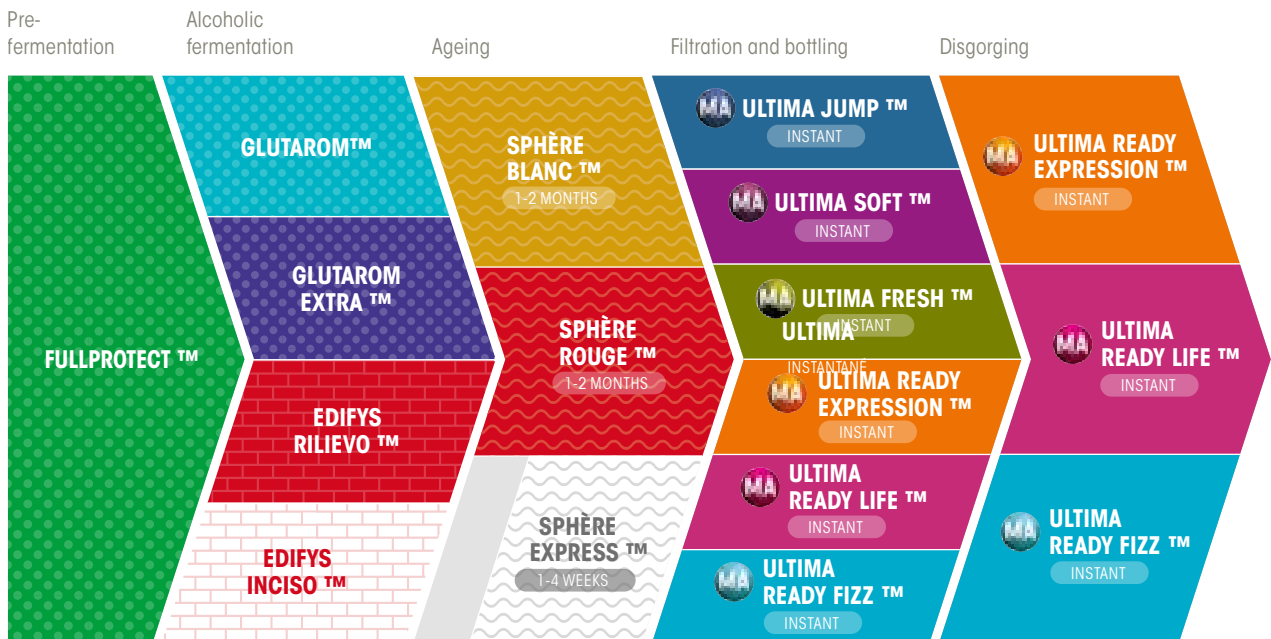 Pre-
fermentation
Alcoholic
fermentation
Ageing
Filtration and bottling
Disgorging
FULLPROTECT ™
GLUTAROM™
GLUTAROM
EXTRA ™
EDIFYS
RILIEVO ™
EDIFYS
INCISO ™
SPHÈRE
BLANC ™
1-2 MONTHS
SPHÈRE
ROUGE ™
1-2 MONTHS
SPHÈRE
EXPRESS ™
1-4 WEEKS
MA ULTIMA JUMP ™
INSTANT
MA ULTIMA SOFT ™
INSTANT
MA ULTIMA FRESH ™
INSTANT
ULTIMA
INSTANTANÉ
MA ULTIMA READY
EXPRESSION ™
INSTANT
MA ULTIMA
READY LIFE ™
INSTANT
MA ULTIMA
READY FIZZ ™
INSTANT
MA ULTIMA READY
EXPRESSION ™
INSTANT
MA ULTIMA
READY LIFE ™
INSTANT
MA ULTIMA
READY FIZZ ™
INSTANT